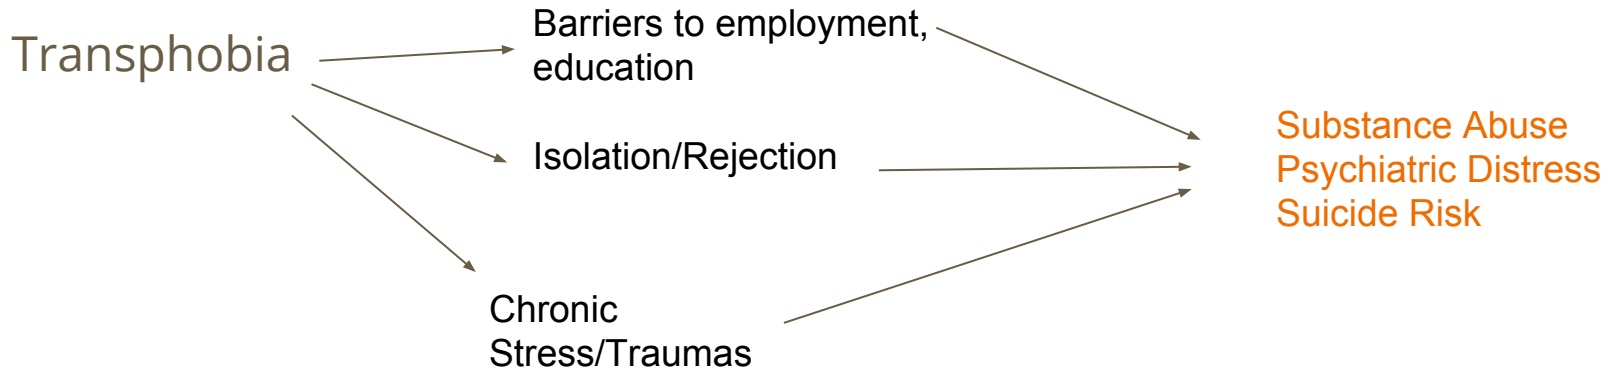 Transphobia
Barriers to employment,
education
Isolation/Rejection
Chronic
Stress/Traumas
Substance Abuse
Psychiatric Distress
Suicide Risk